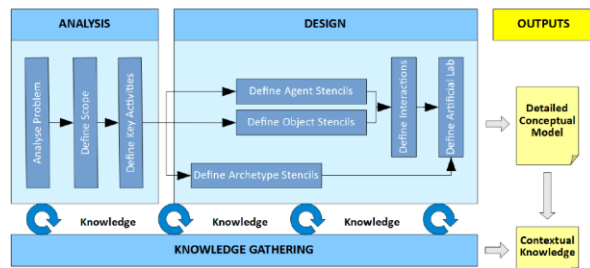 ANALYSIS
DESIGN
OUTPUTS
Analyse Problem
Define Scope
Define Key Activities
Define Agent Stencils
Define Object Stencils
Define Archetype Stencils
Define Interactions
Define Artificial Lab
Detailed
Conceptual
Model
Knowledge
Knowledge
Knowledge
KNOWLEDGE GATHERING
Contextual
Knowledge